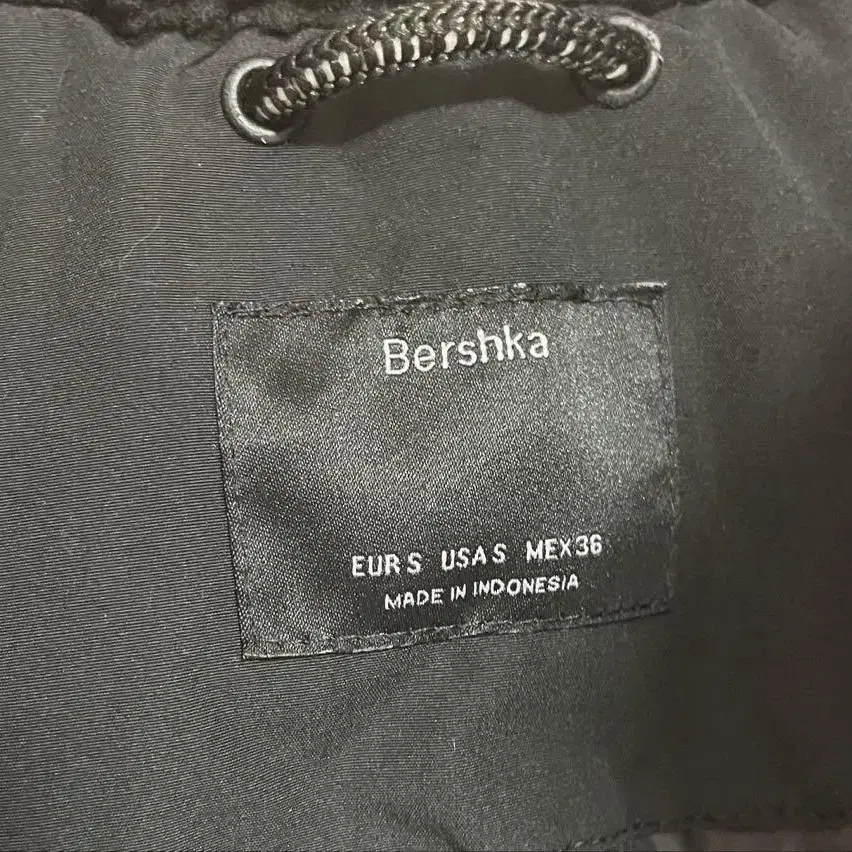 Bershka
EUR S USA S MEX 36
MADE IN INDONESIA